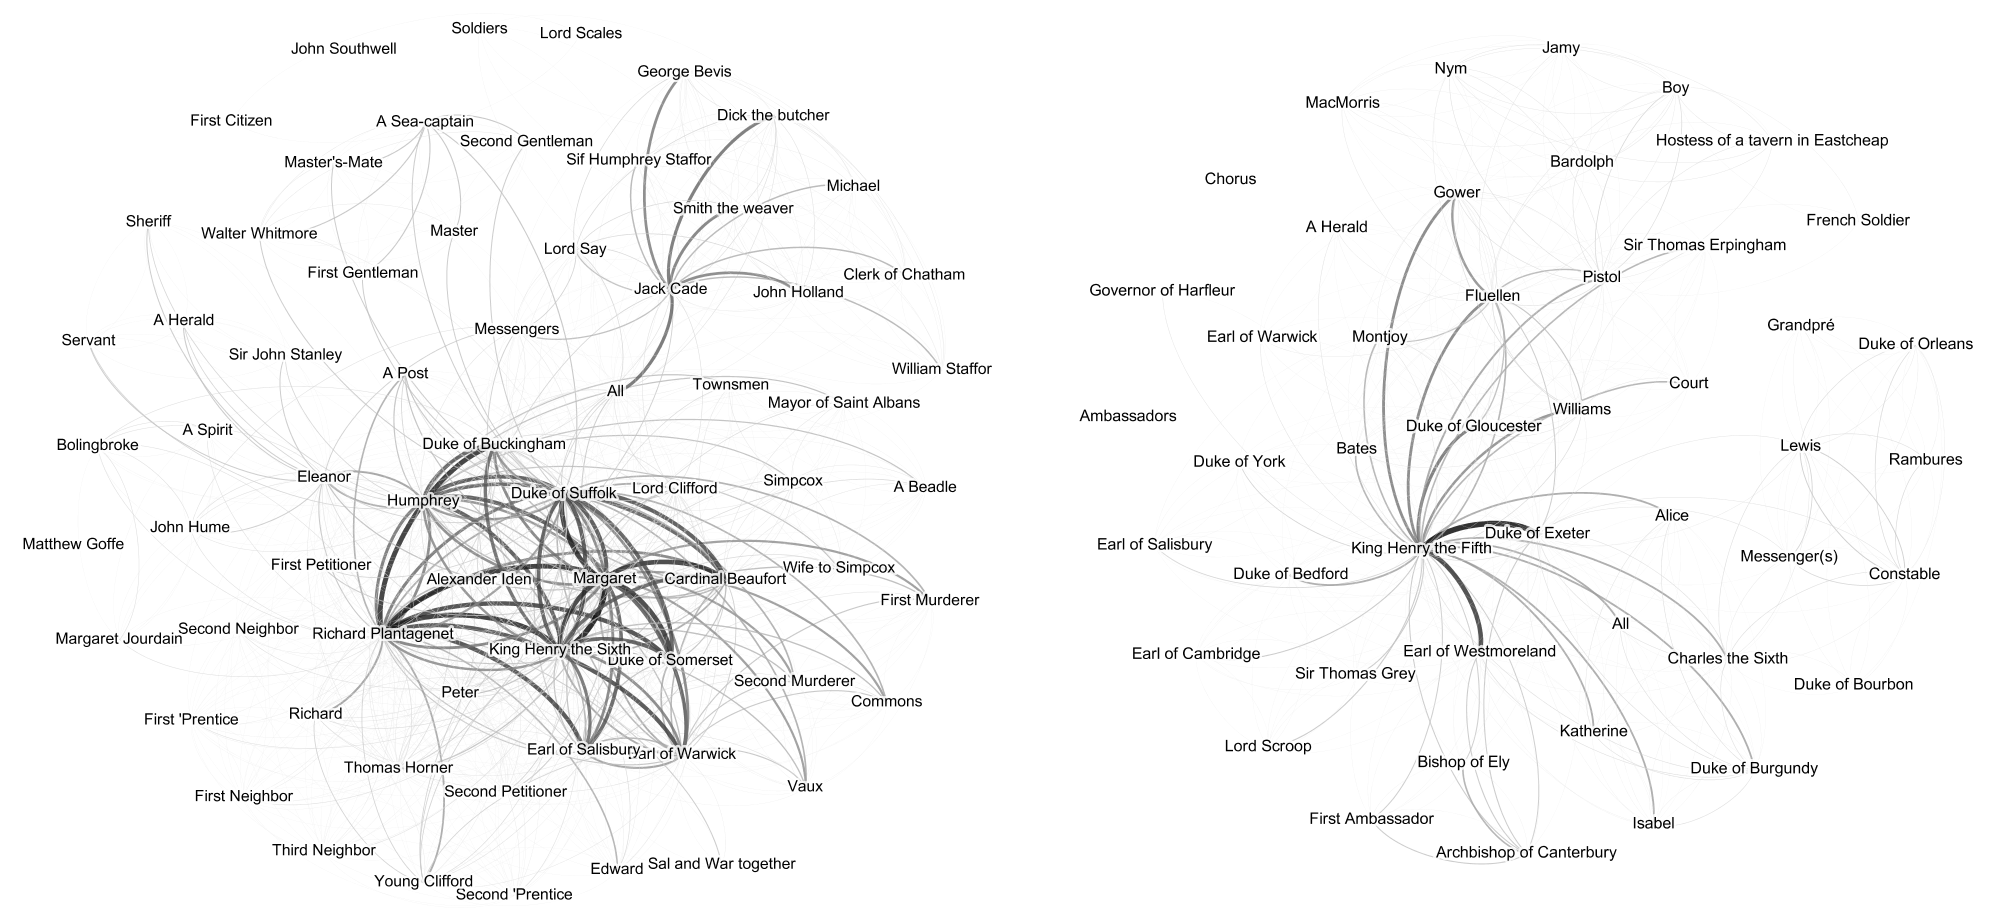 Soldiers
Lord Scales
John Southwell
George Bevis
Dick the butcher
First Citizen
A Sea-captain
Second Gentleman
Master's-Mate
Sif Humphrey Staffor
Michael
Smith the weaver
Sheriff
Walter Whitmore
Master
Lord Say
First Gentleman
Clerk of Chatham
Jack Cade
John Holland
A Herald
Messengers
Servant
Sir John Stanley
A Post
William Staffor
All
Townsmen
Mayor of Saint Albans
A Spirit
Bolingbroke
Duke of Buckingham
Eleanor
Humphrey
Duke of Suffolk
Lord Clifford
Simpcox
A Beadle
John Hume
Matthew Goffe
First Petitioner
Alexander Iden
Margaret
Cardinal Beaufort
Wife to Simpcox
First Murderer
Margaret Jourdain
Second Neighbor
Richard Plantagenet
King Henry the Sixth
Duke of Somerset
Second Murderer
Peter
Commons
First 'Prentice
Richard
Earl of Salisbury
Earl of Warwick
Thomas Horner
Second Petitioner
Vaux
First Neighbor
Third Neighbor
Edward
Sal and War together
Young Clifford
Second 'Prentice
Jamy
Nym
Boy
MacMorris
Hostess of a tavern in Eastcheap
Bardolph
Chorus
Gower
French Soldier
A Herald
Sir Thomas Erpingham
Pistol
Governor of Harfleur
Fluellen
Grandpré
Earl of Warwick
Montjoy
Duke of Orleans
Court
Ambassadors
Williams
Duke of Gloucester
Bates
Lewis
Duke of York
Rambures
Alice
Duke of Exeter
Earl of Salisbury
King Henry the Fifth
Messenger(s)
Duke of Bedford
Constable
All
Earl of Cambridge
Earl of Westmoreland
Charles the Sixth
Sir Thomas Grey
Duke of Bourbon
Katherine
Lord Scroop
Bishop of Ely
Duke of Burgundy
First Ambassador
Isabel
Archbishop of Canterbury